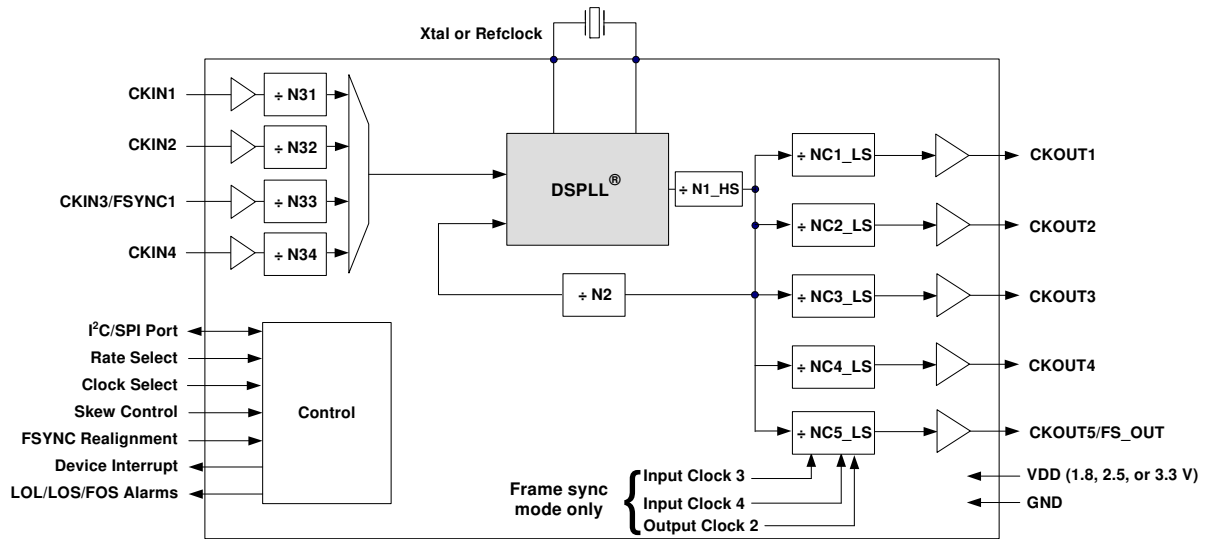 Xtal or Refclock
CKIN1
÷ N31
CKIN2
÷ N32
CKIN3/FSYNC1
÷ N33
CKIN4
÷ N34
DSPLL®
÷ N1_HS
÷ N2
÷ NC1_LS
CKOUT1
÷ NC2_LS
CKOUT2
÷ NC3_LS
CKOUT3
÷ NC4_LS
CKOUT4
÷ NC5_LS
CKOUT5/FS_OUT
I²C/SPI Port
Rate Select
Clock Select
Skew Control
FSYNC Realignment
Device Interrupt
LOL/LOS/FOS Alarms
Control
Frame sync
mode only
Input Clock 3
Input Clock 4
Output Clock 2
VDD (1.8, 2.5, or 3.3 V)
GND